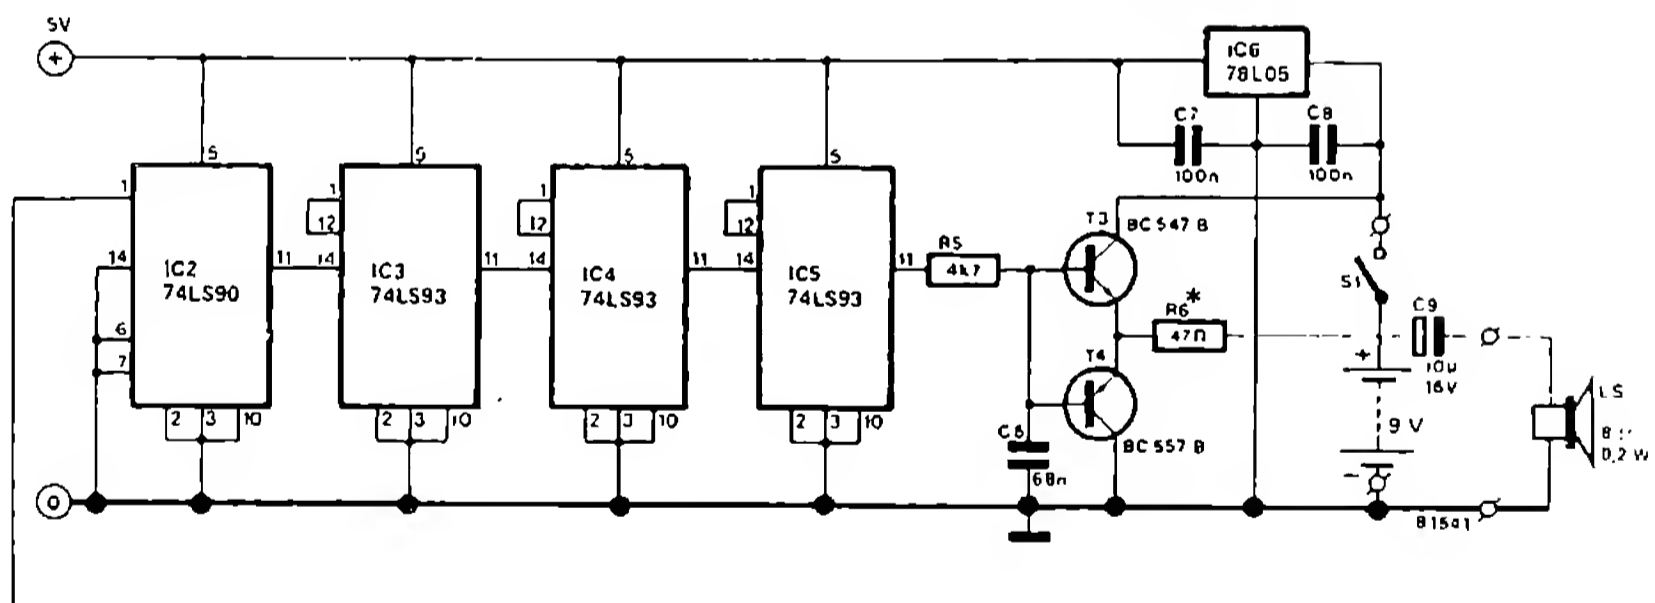 5V
+
IC6
78L05
C7
100n
C8
100n
5
5
5
5
1
14
6
7
IC2
74LS90
11
2
3
10
1
12
14
IC3
74LS93
11
2
3
10
1
12
14
IC4
74LS93
11
2
3
10
1
12
14
IC5
74LS93
11
2
3
10
R5
4k7
T3
BC 547 B
R6*
47Ω
T4
BC 557 B
68n
S1
C9
10µ
16V
+
9 V
-
LS
0,2 W
0